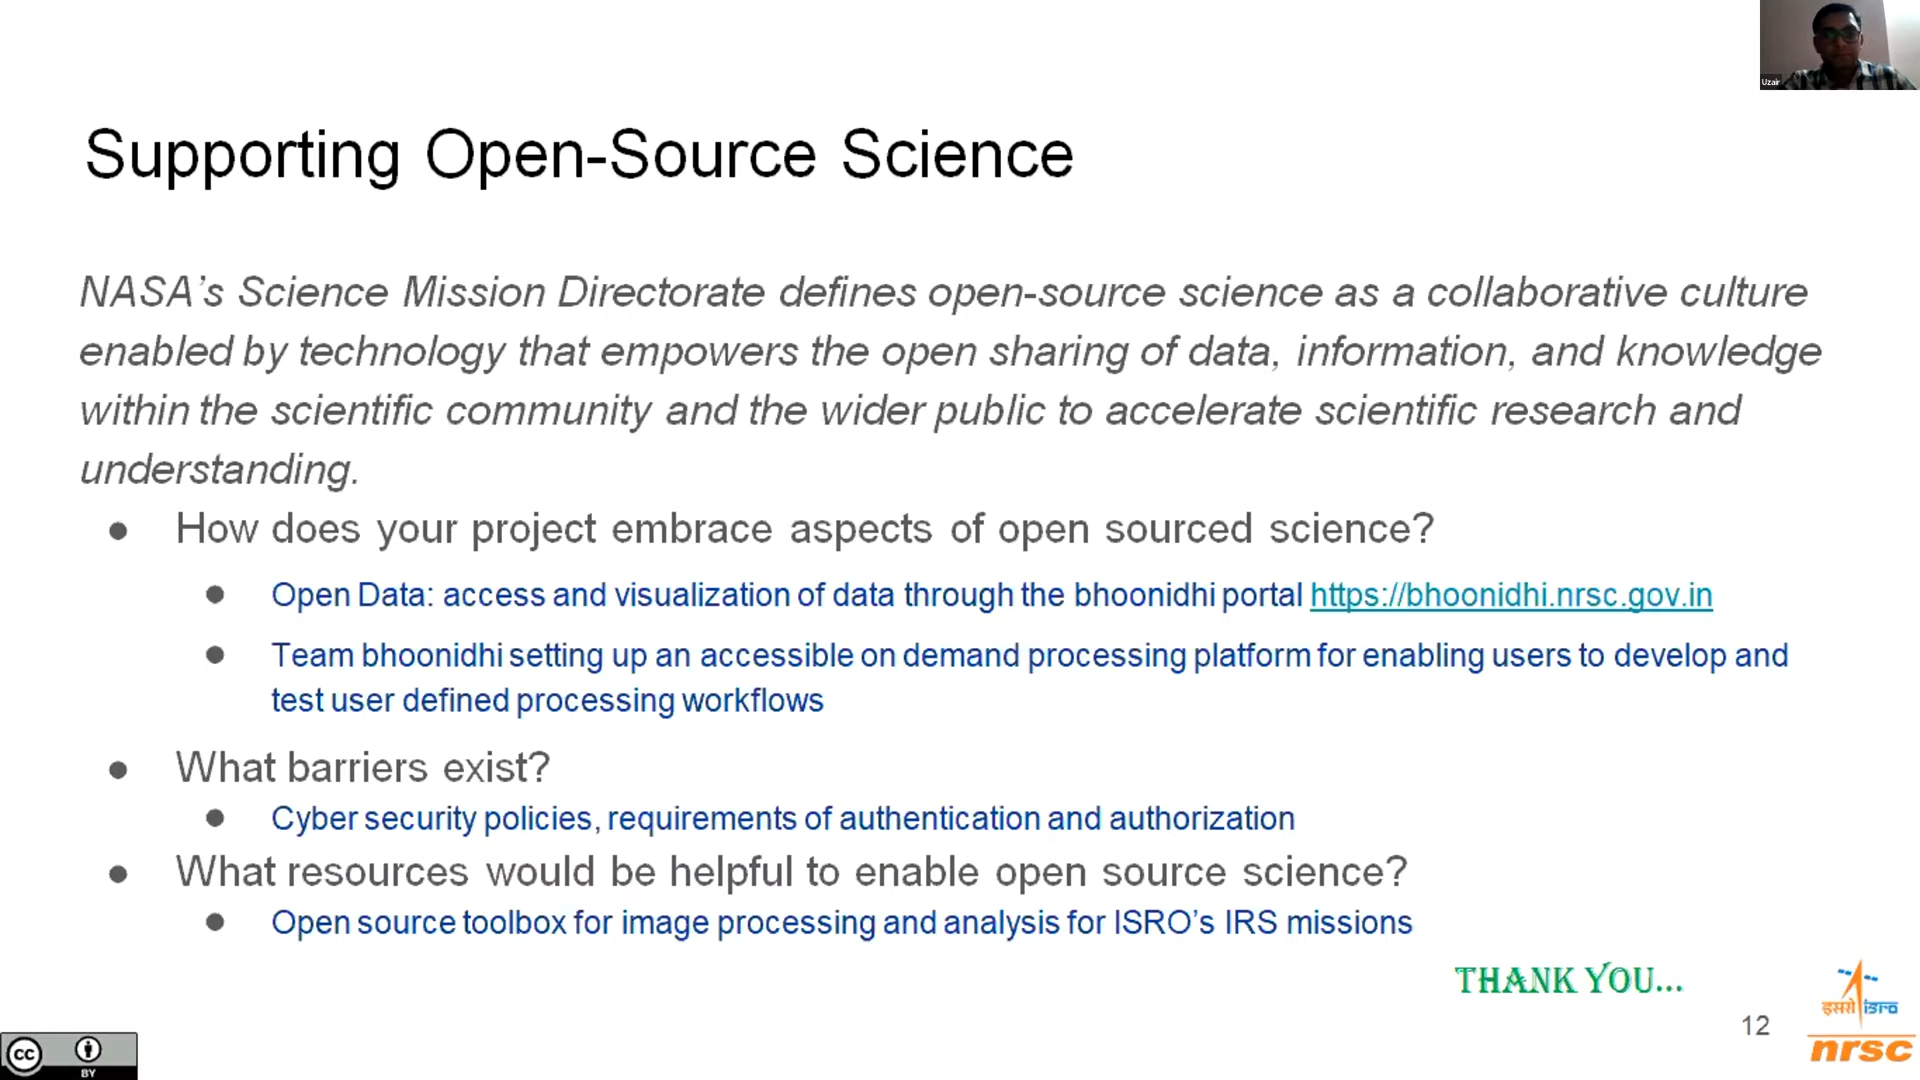 Uzair
Supporting Open-Source Science
NASA’s Science Mission Directorate defines open-source science as a collaborative culture
enabled by technology that empowers the open sharing of data, information, and knowledge
within the scientific community and the wider public to accelerate scientific research and
understanding.
● How does your project embrace aspects of open sourced science?
● Open Data: access and visualization of data through the bhoonidhi portal https://bhoonidhi.nrsc.gov.in
● Team bhoonidhi setting up an accessible on demand processing platform for enabling users to develop and
test user defined processing workflows
● What barriers exist?
● Cyber security policies, requirements of authentication and authorization
● What resources would be helpful to enable open source science?
● Open source toolbox for image processing and analysis for ISRO’s IRS missions
THANK YOU...
12
इसरो isro
nrsc
cc
BY